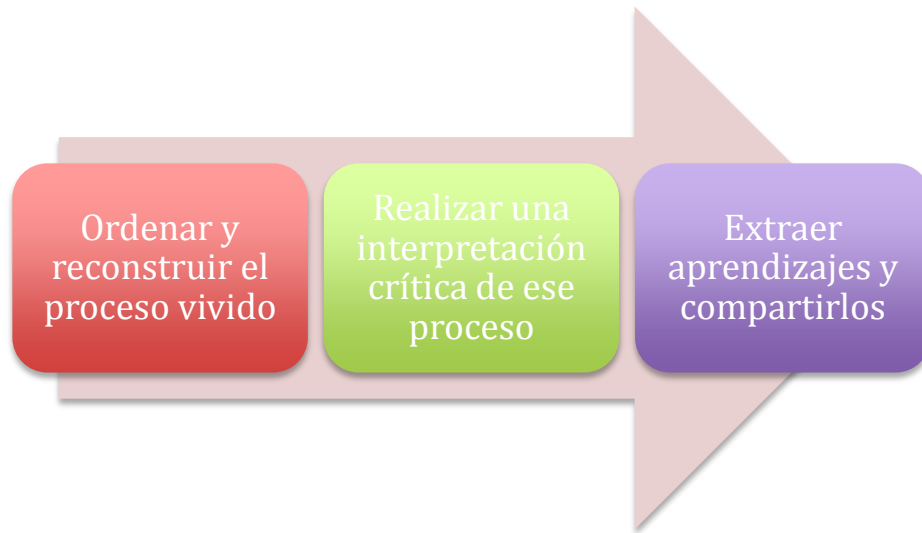 Ordenar y
reconstruir el
proceso vivido
Realizar una
interpretación
crítica de ese
proceso
Extraer
aprendizajes y
compartirlos